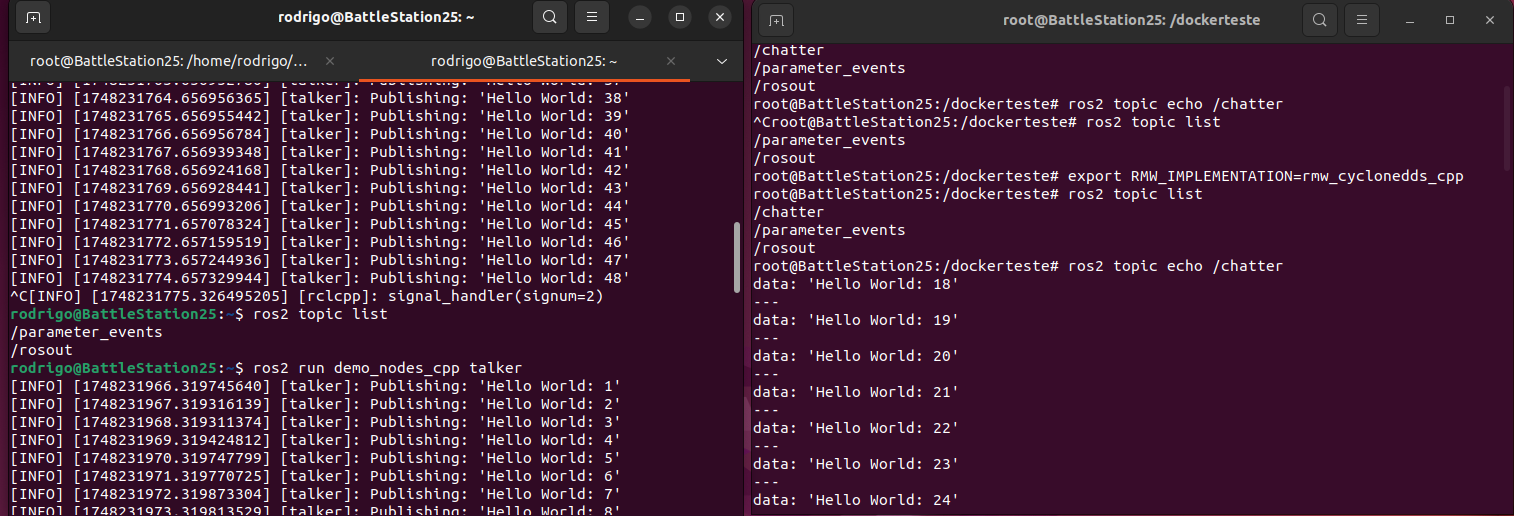 rodrigo@BattleStation25: ~
root@BattleStation25: /home/rodrigo/…
rodrigo@BattleStation25: ~
[INFO] [1748231764.656956365] [talker]: Publishing: 'Hello World: 38'
[INFO] [1748231765.656955442] [talker]: Publishing: 'Hello World: 39'
[INFO] [1748231766.656956784] [talker]: Publishing: 'Hello World: 40'
[INFO] [1748231767.656939348] [talker]: Publishing: 'Hello World: 41'
[INFO] [1748231768.656924168] [talker]: Publishing: 'Hello World: 42'
[INFO] [1748231769.656928441] [talker]: Publishing: 'Hello World: 43'
[INFO] [1748231770.656993206] [talker]: Publishing: 'Hello World: 44'
[INFO] [1748231771.657078324] [talker]: Publishing: 'Hello World: 45'
[INFO] [1748231772.657159519] [talker]: Publishing: 'Hello World: 46'
[INFO] [1748231773.657244936] [talker]: Publishing: 'Hello World: 47'
[INFO] [1748231774.657329944] [talker]: Publishing: 'Hello World: 48'
^C[INFO] [1748231775.326495205] [rclcpp]: signal_handler(signum=2)
rodrigo@BattleStation25:~$ ros2 topic list
/parameter_events
/rosout
rodrigo@BattleStation25:~$ ros2 run demo_nodes_cpp talker
[INFO] [1748231966.319745640] [talker]: Publishing: 'Hello World: 1'
[INFO] [1748231967.319316139] [talker]: Publishing: 'Hello World: 2'
[INFO] [1748231968.319311374] [talker]: Publishing: 'Hello World: 3'
[INFO] [1748231969.319424812] [talker]: Publishing: 'Hello World: 4'
[INFO] [1748231970.319747799] [talker]: Publishing: 'Hello World: 5'
[INFO] [1748231971.319770725] [talker]: Publishing: 'Hello World: 6'
[INFO] [1748231972.319873304] [talker]: Publishing: 'Hello World: 7'
[INFO] [1748231973.319813529] [talker]: Publishing: 'Hello World: 8'
root@BattleStation25: /dockerteste
/chatter
/parameter_events
/rosout
root@BattleStation25:/dockerteste# ros2 topic echo /chatter
^Croot@BattleStation25:/dockerteste# ros2 topic list
/parameter_events
/rosout
root@BattleStation25:/dockerteste# export RMW_IMPLEMENTATION=rmw_cyclonedds_cpp
root@BattleStation25:/dockerteste# ros2 topic list
/chatter
/parameter_events
/rosout
root@BattleStation25:/dockerteste# ros2 topic echo /chatter
data: 'Hello World: 18'
---
data: 'Hello World: 19'
---
data: 'Hello World: 20'
---
data: 'Hello World: 21'
---
data: 'Hello World: 22'
---
data: 'Hello World: 23'
---
data: 'Hello World: 24'